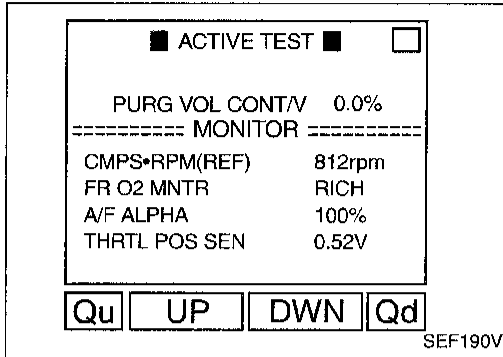 ■ ACTIVE TEST ■
PURG VOL CONT/V 0.0%
========= MONITOR =========
CMPS•RPM(REF) 812rpm
FR O2 MNTR RICH
A/F ALPHA 100%
THRTL POS SEN 0.52V
Qu UP DWN Qd
SEF190V